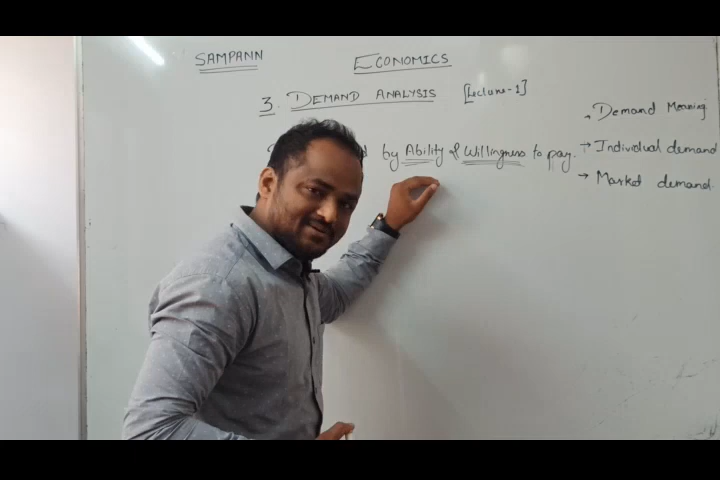 SAMPANN
ECONOMICS
3. DEMAND ANALYSIS [Lecture-1]
by Ability & Willingness to pay.
→ Demand Meaning
→ Individual demand
→ Market demand.